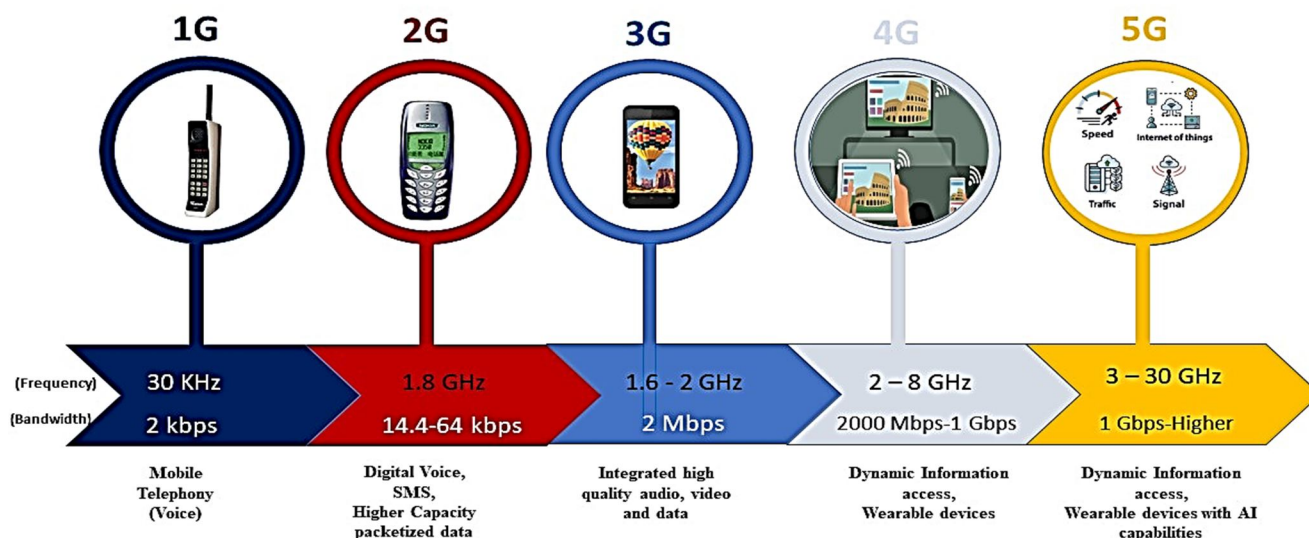 1G
2G
3G
4G
5G
NOKIA
Speed
Internet of things
Traffic
Signal
(Frequency)
30 KHz
1.8 GHz
1.6 - 2 GHz
2 – 8 GHz
3 – 30 GHz
(Bandwidth)
2 kbps
14.4-64 kbps
2 Mbps
2000 Mbps-1 Gbps
1 Gbps-Higher
Mobile
Telephony
(Voice)
Digital Voice,
SMS,
Higher Capacity
packetized data
Integrated high
quality audio, video
and data
Dynamic Information
access,
Wearable devices
Dynamic Information
access,
Wearable devices with AI
capabilities